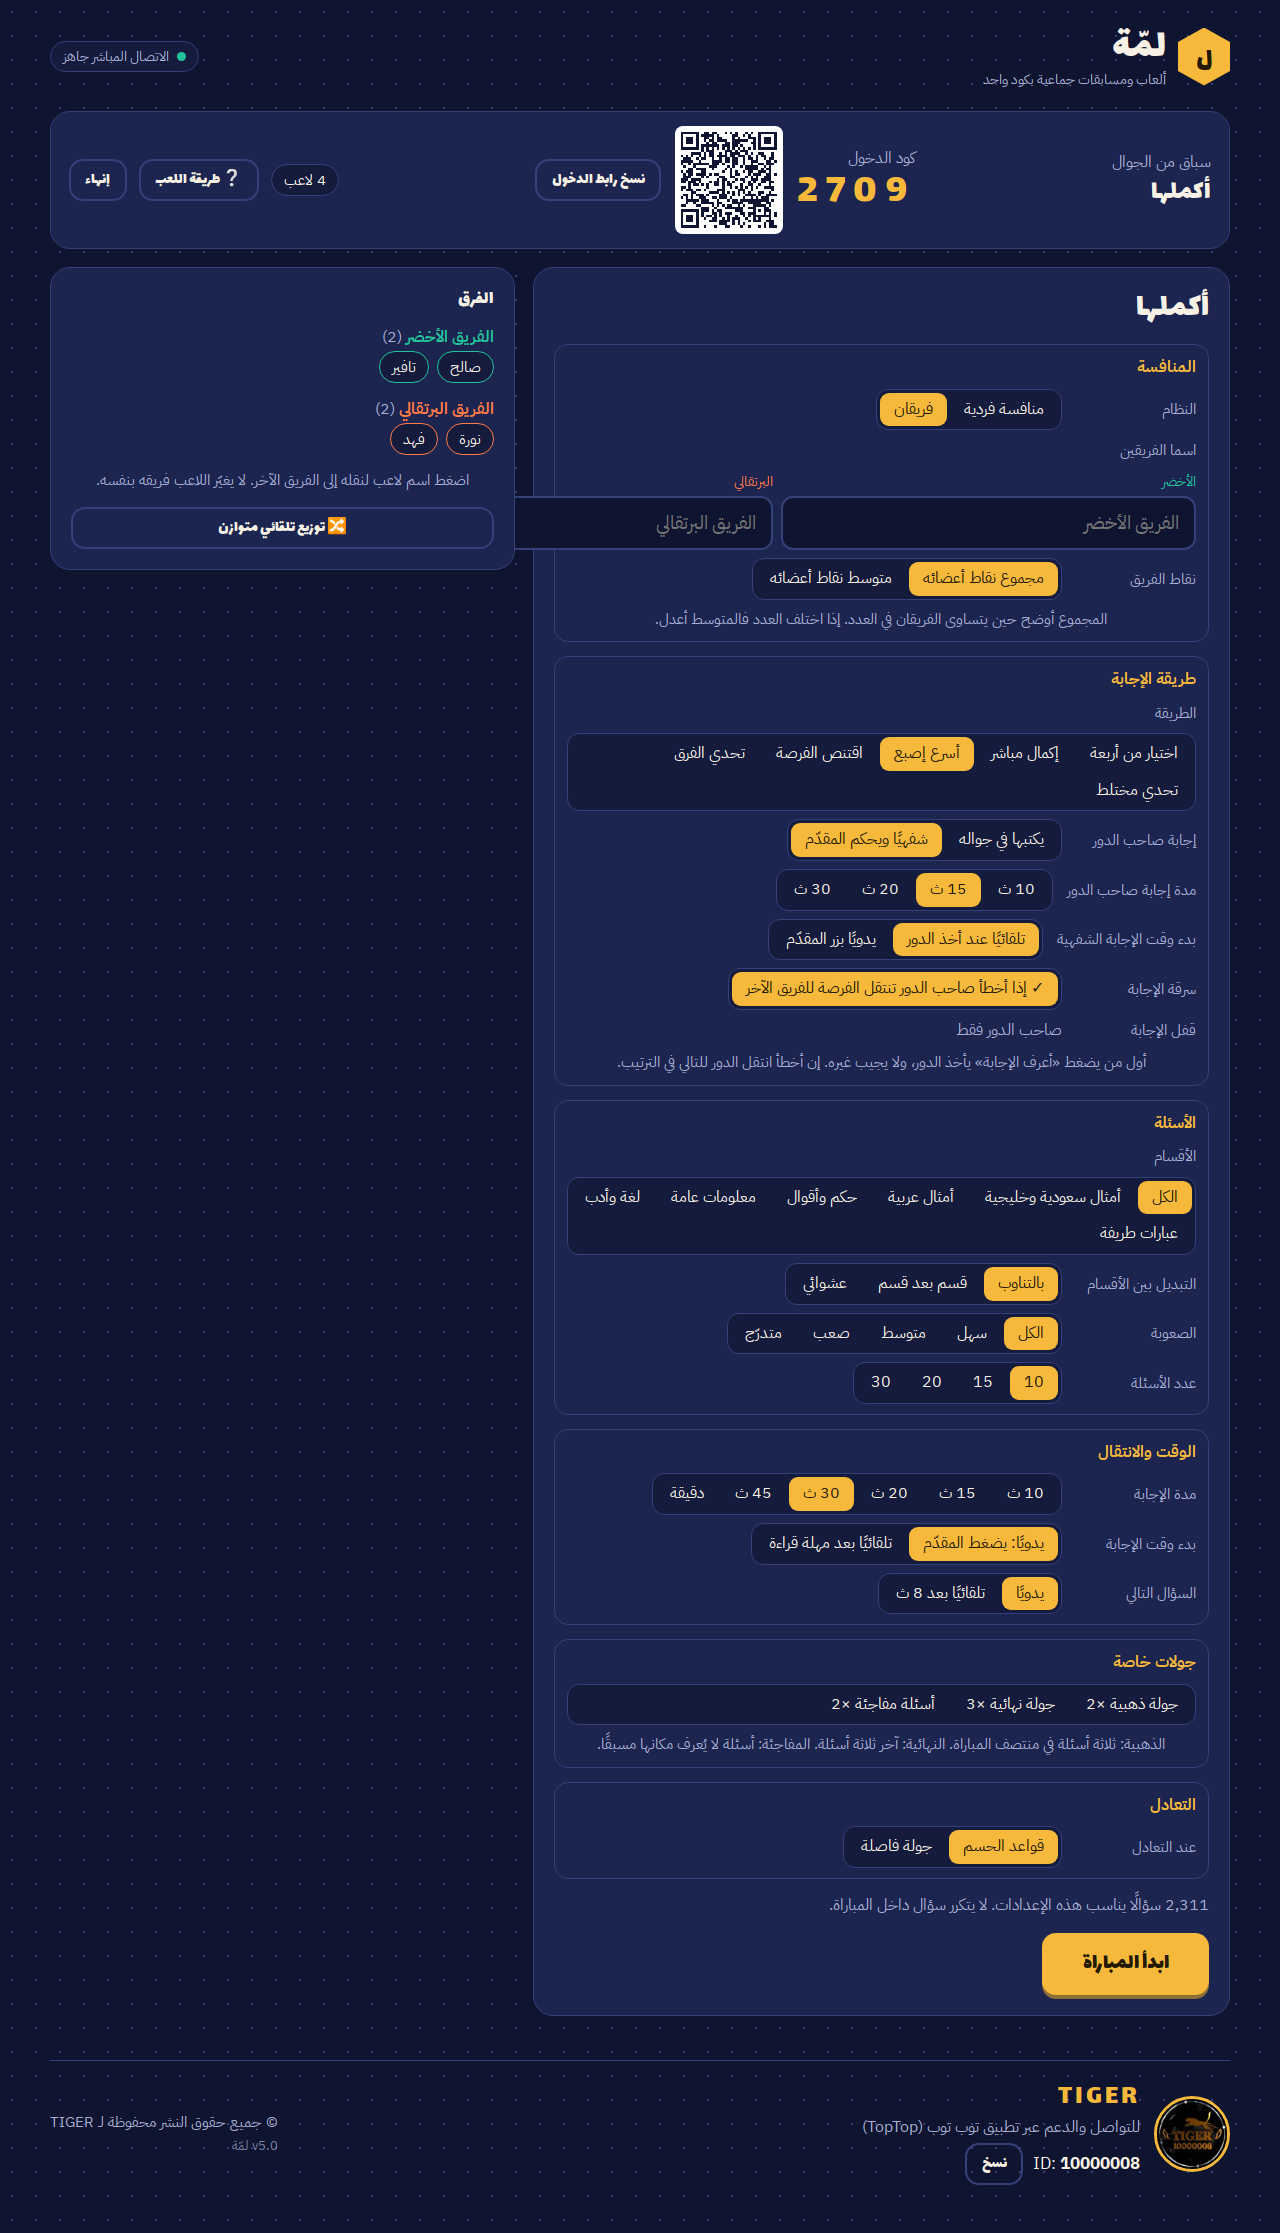 ل
لمّة
ألعاب ومسابقات جماعية بكود واحد
الاتصال المباشر جاهز
سباق من الجوال
أكملها
كود الدخول
2709
نسخ رابط الدخول
4 لاعب
❔ طريقة اللعب
إنهاء
أكملها
المنافسة
النظام
منافسة فردية
فريقان
اسما الفريقين
الأخضر
البرتقالي
الفريق الأخضر
الفريق البرتقالي
نقاط الفريق
مجموع نقاط أعضائه
متوسط نقاط أعضائه
المجموع أوضح حين يتساوى الفريقان في العدد. إذا اختلف العدد فالمتوسط أعدل.
طريقة الإجابة
الطريقة
اختيار من أربعة
إكمال مباشر
أسرع إصبع
اقتنص الفرصة
تحدي الفرق
تحدي مختلط
إجابة صاحب الدور
يكتبها في جواله
شفهيًا ويحكم المقدّم
مدة إجابة صاحب الدور
10 ث
15 ث
20 ث
30 ث
بدء وقت الإجابة الشفهية
تلقائيًا عند أخذ الدور
يدويًا بزر المقدّم
سرقة الإجابة
✓ إذا أخطأ صاحب الدور تنتقل الفرصة للفريق الآخر
قفل الإجابة
صاحب الدور فقط
أول من يضغط «أعرف الإجابة» يأخذ الدور، ولا يجيب غيره. إن أخطأ انتقل الدور للتالي في الترتيب.
الأسئلة
الأقسام
الكل
أمثال سعودية وخليجية
أمثال عربية
حكم وأقوال
معلومات عامة
لغة وأدب
عبارات طريفة
التبديل بين الأقسام
بالتناوب
قسم بعد قسم
عشوائي
الصعوبة
الكل
سهل
متوسط
صعب
متدرّج
عدد الأسئلة
10
15
20
30
الوقت والانتقال
مدة الإجابة
10 ث
15 ث
20 ث
30 ث
45 ث
دقيقة
بدء وقت الإجابة
يدويًا: يضغط المقدّم
تلقائيًا بعد مهلة قراءة
السؤال التالي
يدويًا
تلقائيًا بعد 8 ث
جولات خاصة
جولة ذهبية ×2
جولة نهائية ×3
أسئلة مفاجئة ×2
الذهبية: ثلاثة أسئلة في منتصف المباراة. النهائية: آخر ثلاثة أسئلة. المفاجئة: أسئلة لا يُعرف مكانها مسبقًا.
التعادل
عند التعادل
قواعد الحسم
جولة فاصلة
2,311 سؤالًا يناسب هذه الإعدادات. لا يتكرر سؤال داخل المباراة.
ابدأ المباراة
الفرق
الفريق الأخضر (2)
صالح
تافير
الفريق البرتقالي (2)
نورة
فهد
اضغط اسم لاعب لنقله إلى الفريق الآخر. لا يغيّر اللاعب فريقه بنفسه.
🔀 توزيع تلقائي متوازن
TIGER
10000008
TIGER
للتواصل والدعم عبر تطبيق توب توب (TopTop)
ID: 10000008
نسخ
© جميع حقوق النشر محفوظة لـ TIGER
لمّة v5.0